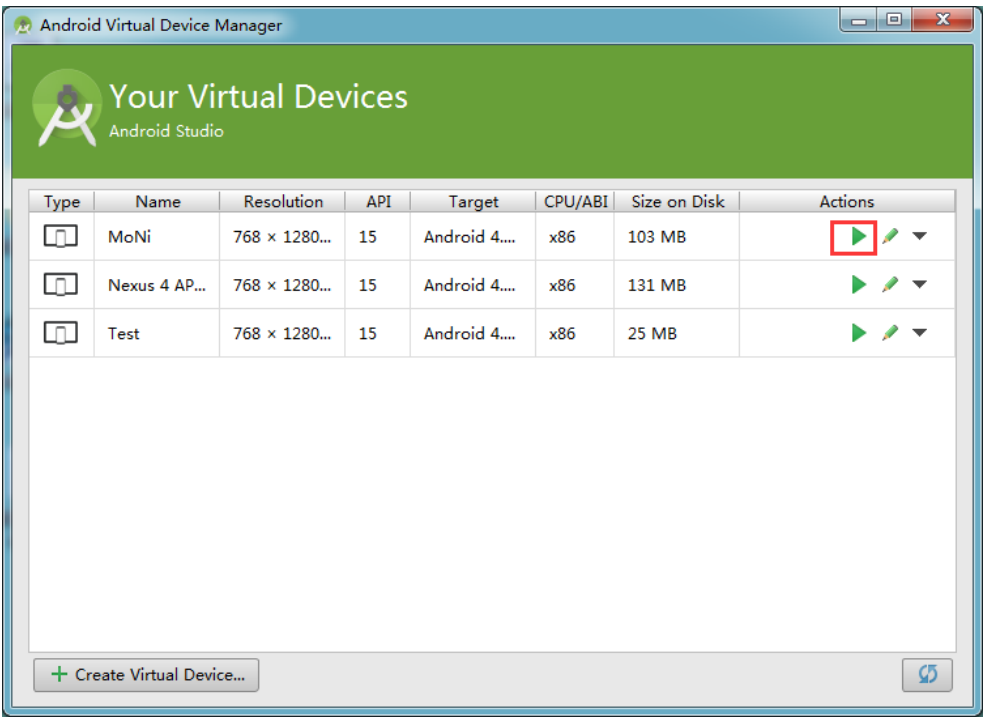 Android Virtual Device Manager
Your Virtual Devices
Android Studio
Type Name Resolution API Target CPU/ABI Size on Disk Actions
MoNi 768 × 1280... 15 Android 4.... x86 103 MB
Nexus 4 AP... 768 × 1280... 15 Android 4.... x86 131 MB
Test 768 × 1280... 15 Android 4.... x86 25 MB
Create Virtual Device...